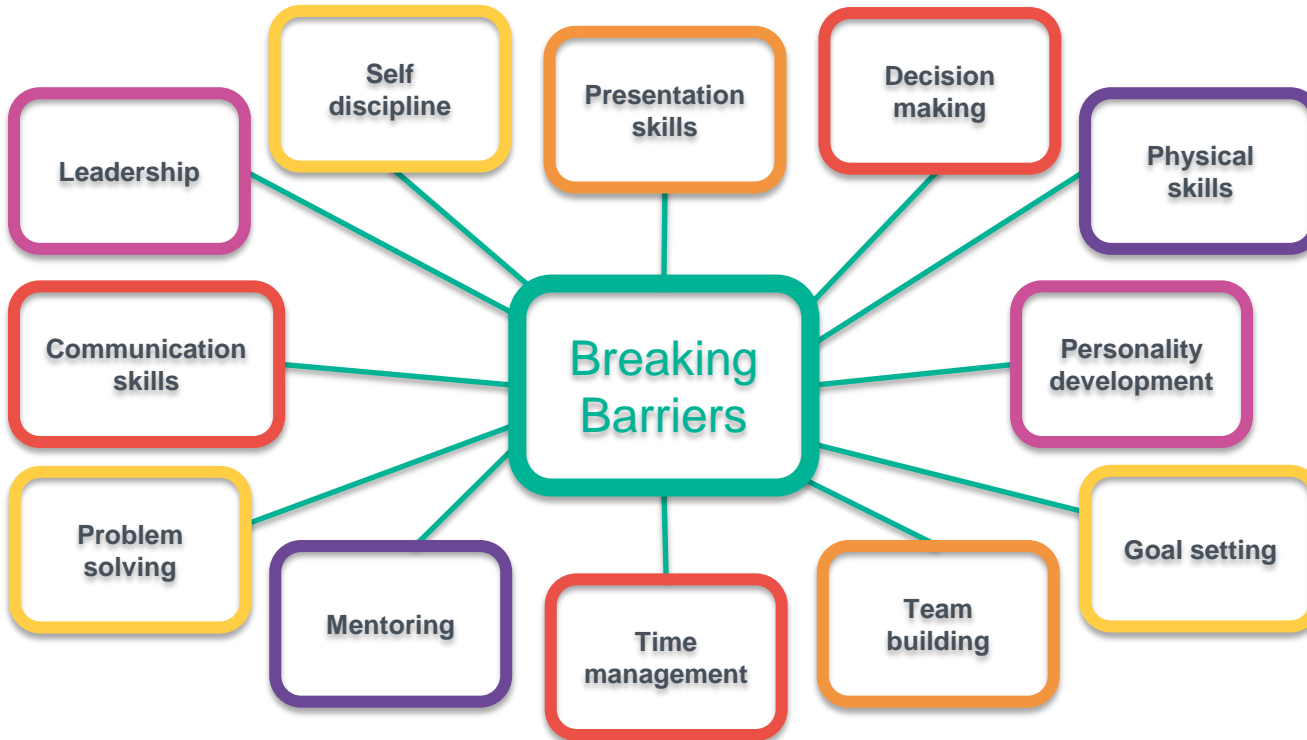 Self
discipline
Presentation
skills
Decision
making
Leadership
Physical
skills
Communication
skills
Breaking
Barriers
Personality
development
Problem
solving
Mentoring
Time
management
Team
building
Goal setting